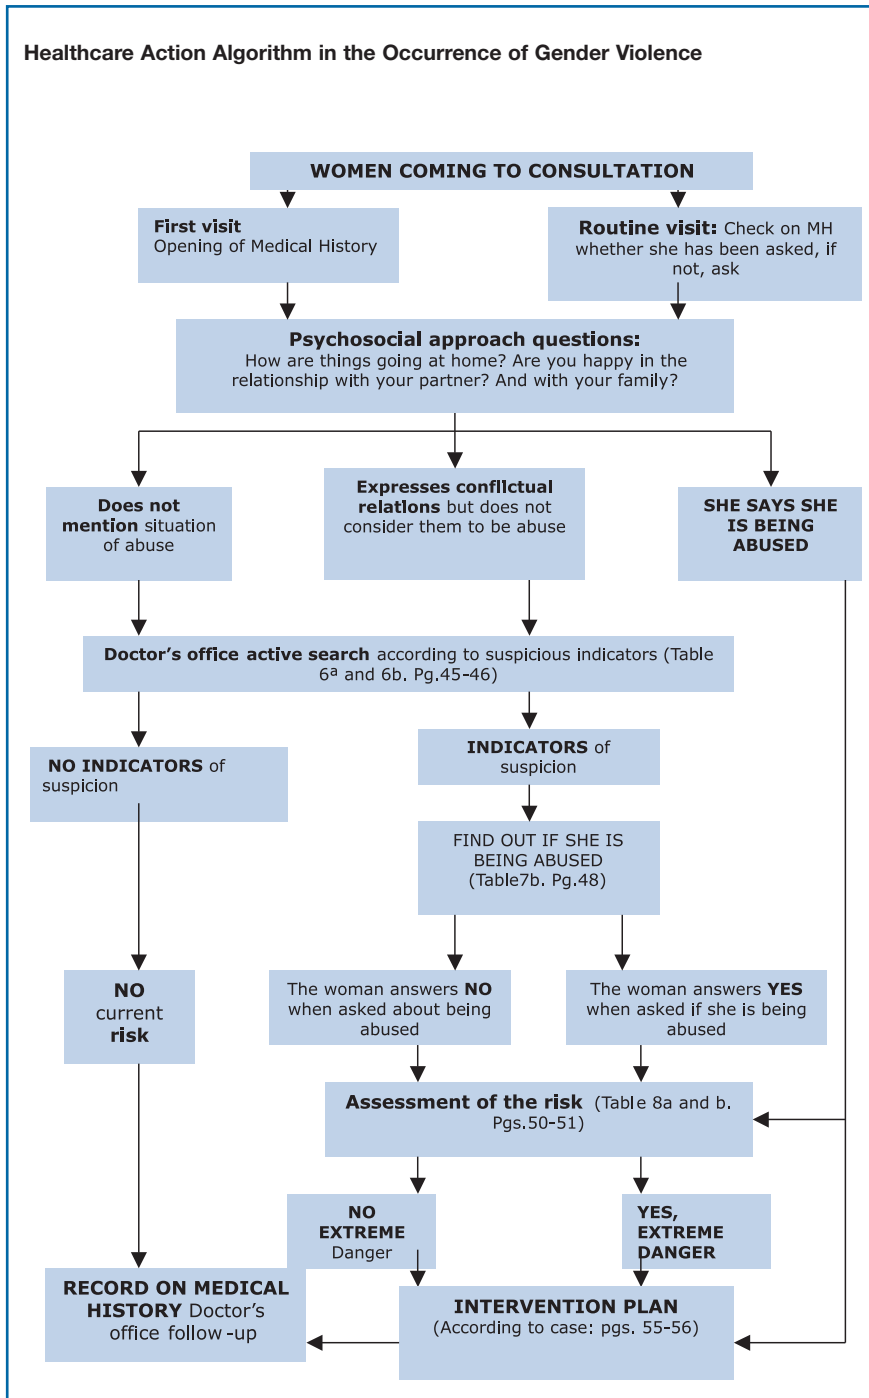 Healthcare Action Algorithm in the Occurrence of Gender Violence
WOMEN COMING TO CONSULTATION
First visit
Opening of Medical History
Routine visit: Check on MH
whether she has been asked, if
not, ask
Psychosocial approach questions:
How are things going at home? Are you happy in the
relationship with your partner? And with your family?
Does not
mention situation
of abuse
Expresses conflictual
relations but does not
consider them to be abuse
SHE SAYS SHE
IS BEING
ABUSED
Doctor's office active search according to suspicious indicators (Table
6ª and 6b. Pg.45-46)
NO INDICATORS of
suspicion
INDICATORS of
suspicion
FIND OUT IF SHE IS
BEING ABUSED
(Table7b. Pg.48)
NO
current
risk
The woman answers NO
when asked about being
abused
The woman answers YES
when asked if she is being
abused
Assessment of the risk (Table 8a and b.
Pgs.50-51)
NO
EXTREME
Danger
YES,
EXTREME
DANGER
RECORD ON MEDICAL
HISTORY Doctor's
office follow-up
INTERVENTION PLAN
(According to case: pgs. 55-56)